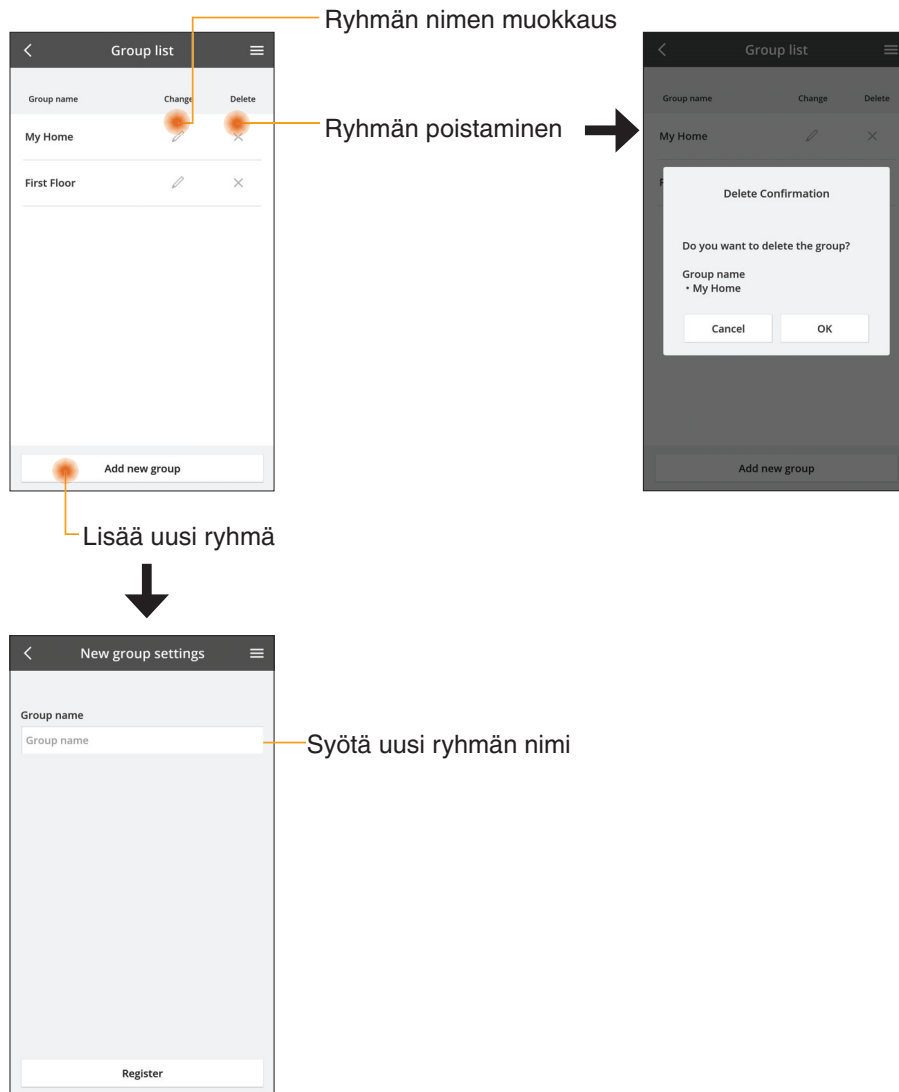 Ryhmän nimen muokkaus
Group list
Group name Change Delete
My Home
First Floor
Add new group
Ryhmän poistaminen
Group list
Group name Change Delete
My Home
F
Delete Confirmation
Do you want to delete the group?
Group name
• My Home
Cancel OK
Add new group
Lisää uusi ryhmä
New group settings
Group name
Group name
Syötä uusi ryhmän nimi
Register